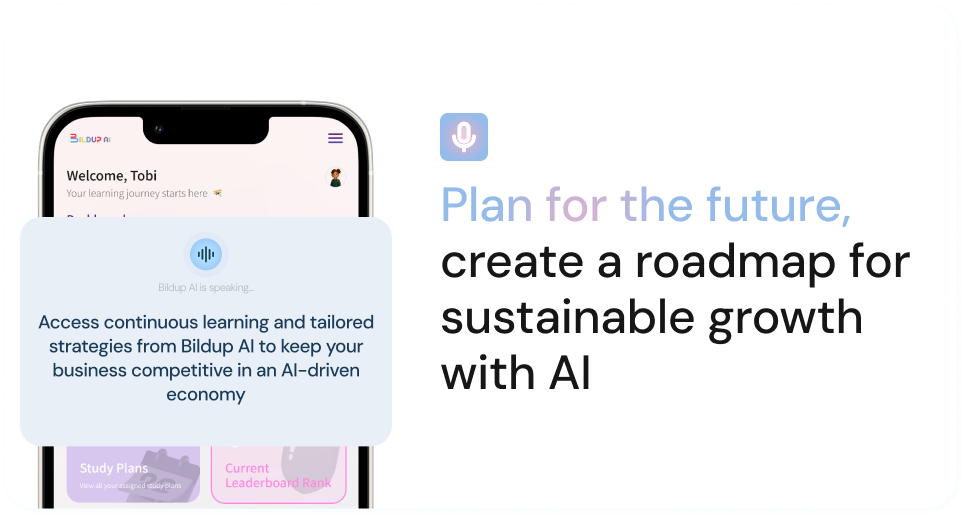 BILDUP AI
Welcome, Tobi
Your learning journey starts here
Bildup AI is speaking...
Access continuous learning and tailored
strategies from Bildup AI to keep your
business competitive in an AI-driven
economy
Study Plans
View all your assigned study plans
Current
Leaderboard Rank
Plan for the future,
create a roadmap for
sustainable growth
with AI